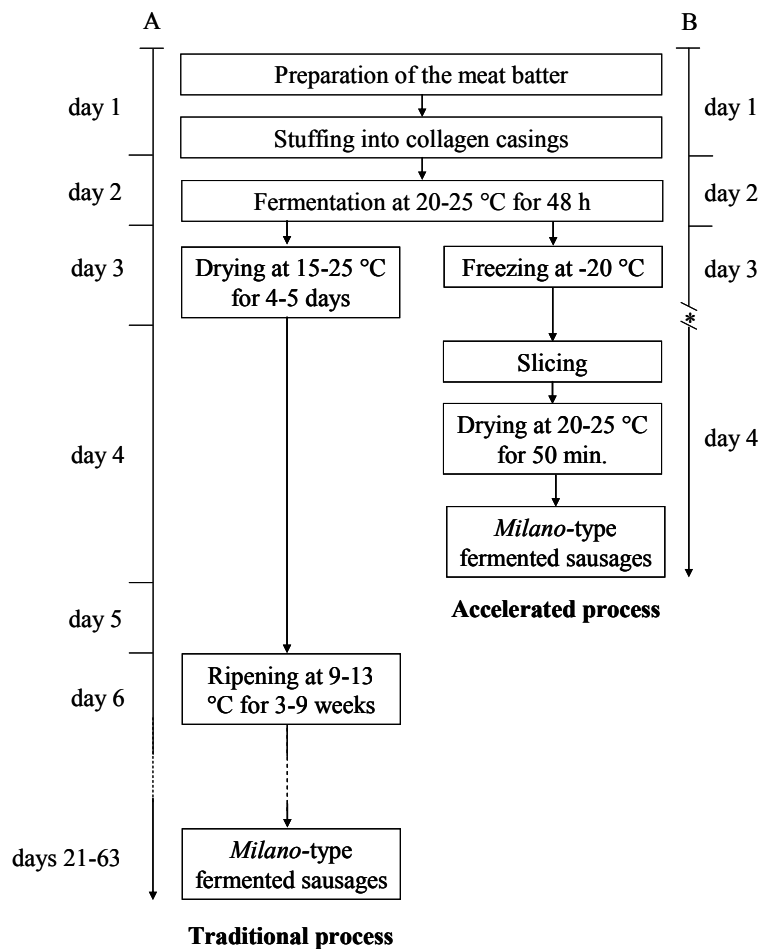 A
B
Preparation of the meat batter
day 1
day 1
Stuffing into collagen casings
day 2
Fermentation at 20-25 °C for 48 h
day 2
day 3
Drying at 15-25 °C
for 4-5 days
Freezing at -20 °C
day 3
*
Slicing
day 4
Drying at 20-25 °C
for 50 min.
day 4
Milano-type
fermented sausages
Accelerated process
day 5
Ripening at 9-13
°C for 3-9 weeks
day 6
days 21-63
Milano-type
fermented sausages
Traditional process